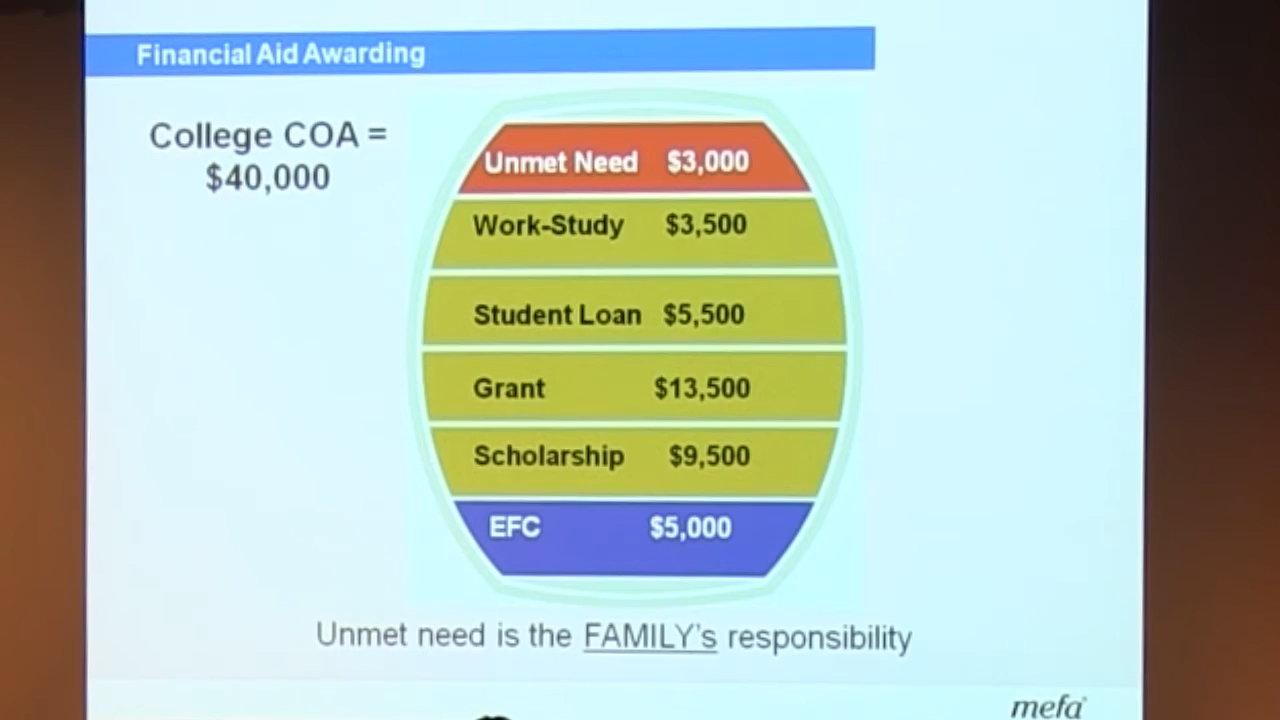 Financial Aid Awarding
College COA =
$40,000
Unmet Need $3,000
Work-Study $3,500
Student Loan $5,500
Grant $13,500
Scholarship $9,500
EFC $5,000
Unmet need is the FAMILY's responsibility
mefa